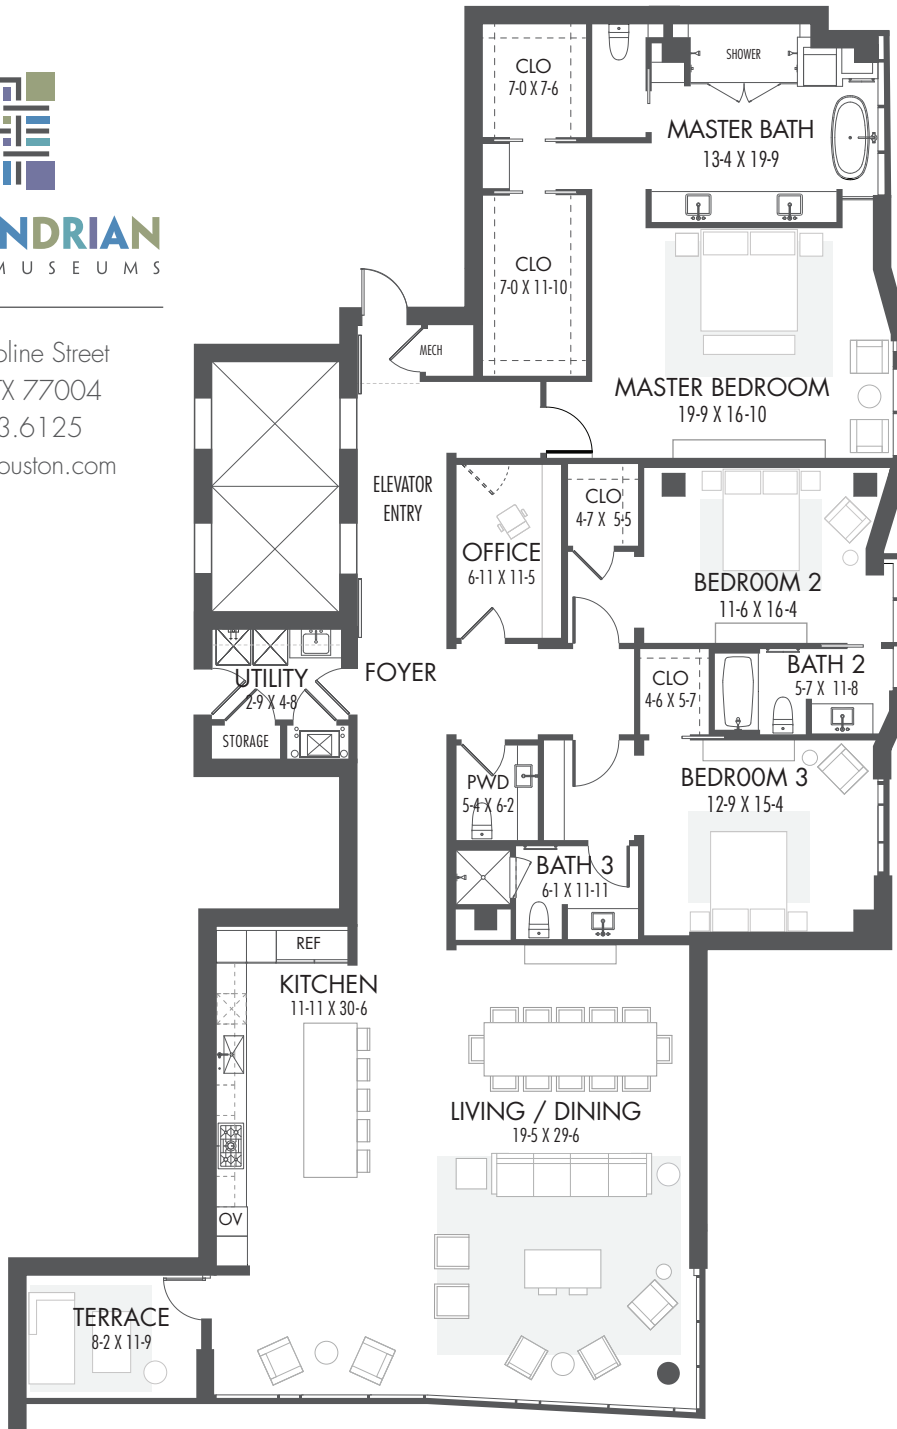 NDRIAN
MUSEUMS
oline Street
TX 77004
3.6125
ouston.com
CLO
7-0 X 7-6
SHOWER
MASTER BATH
13-4 X 19-9
CLO
7-0 X 11-10
MECH
MASTER BEDROOM
19-9 X 16-10
ELEVATOR
ENTRY
CLO
4-7 X 5-5
OFFICE
6-11 X 11-5
BEDROOM 2
11-6 X 16-4
FOYER
UTILITY
2-9 X 4-8
STORAGE
CLO
4-6 X 5-7
BATH 2
5-7 X 11-8
PWD
5-4 X 6-2
BEDROOM 3
12-9 X 15-4
BATH 3
6-1 X 11-11
REF
KITCHEN
11-11 X 30-6
LIVING / DINING
19-5 X 29-6
OV
TERRACE
8-2 X 11-9